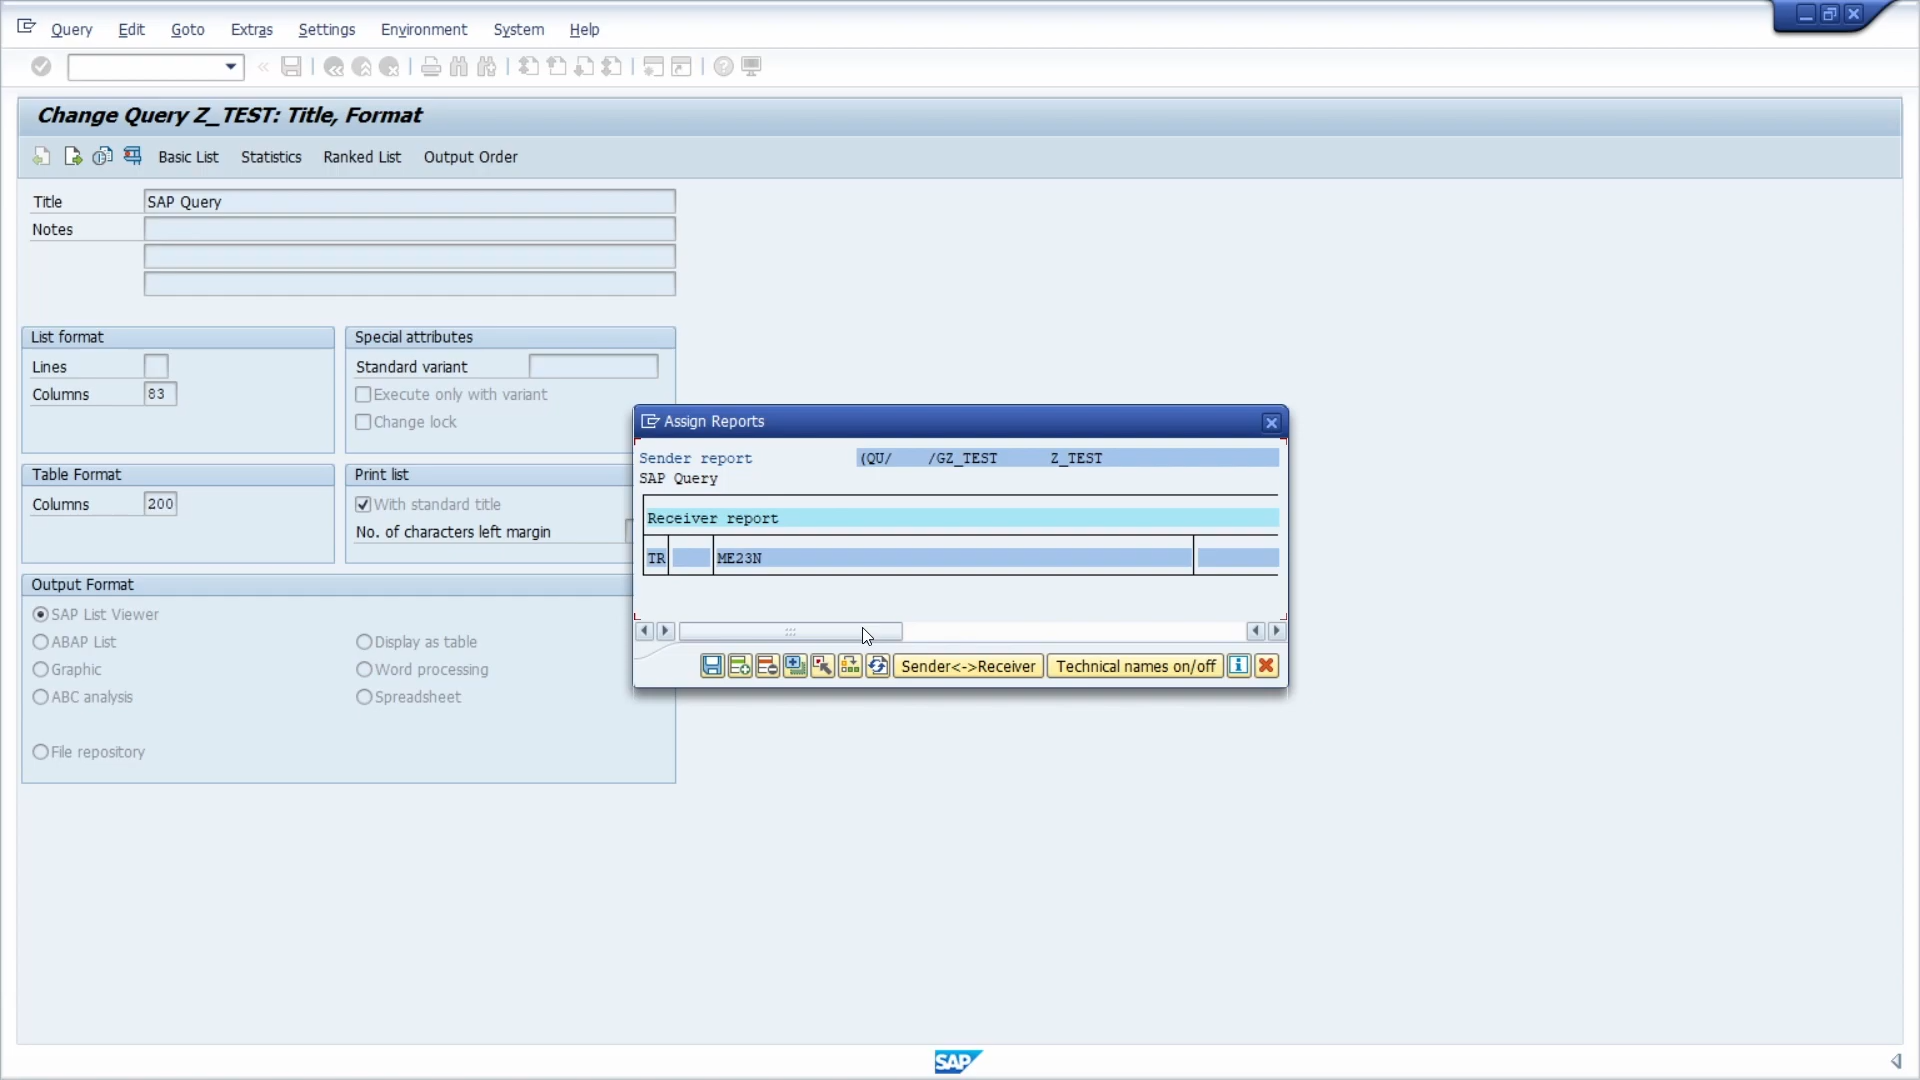 Query Edit Goto Extras Settings Environment System Help
Change Query Z_TEST: Title, Format
Basic List Statistics Ranked List Output Order
Title SAP Query
Notes
List format
Lines
Columns 83
Special attributes
Standard variant
Execute only with variant
Change lock
Table Format
Columns 200
Print list
With standard title
No. of characters left margin
Output Format
SAP List Viewer
ABAP List Display as table
Graphic Word processing
ABC analysis Spreadsheet
File repository
Assign Reports
Sender report (QU/ /GZ_TEST Z_TEST
SAP Query
Receiver report
TR ME23N
Sender<->Receiver Technical names on/off
SAP